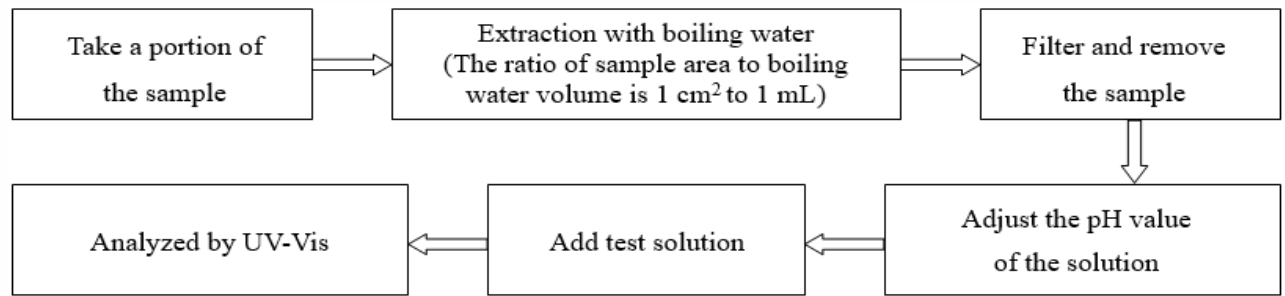 Take a portion of
the sample
Extraction with boiling water
(The ratio of sample area to boiling
water volume is 1 cm² to 1 mL)
Filter and remove
the sample
Adjust the pH value
of the solution
Add test solution
Analyzed by UV-Vis